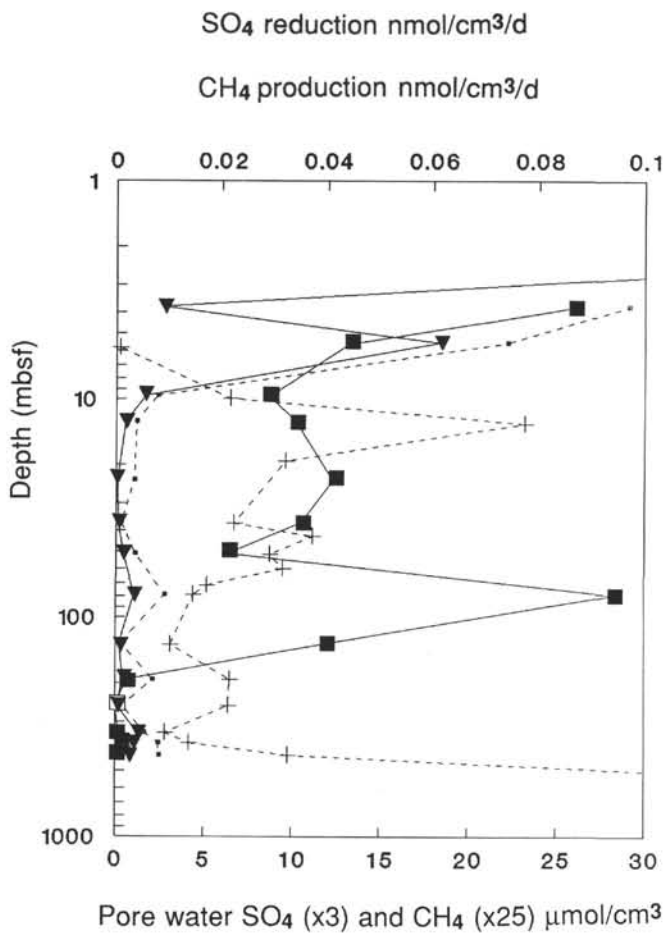 SO4 reduction nmol/cm3/d
CH4 production nmol/cm3/d
0 0.02 0.04 0.06 0.08 0.1
1
10
100
1000
Depth (mbsf)
0 5 10 15 20 25 30
Pore water SO4 (x3) and CH4 (x25) μmol/cm3